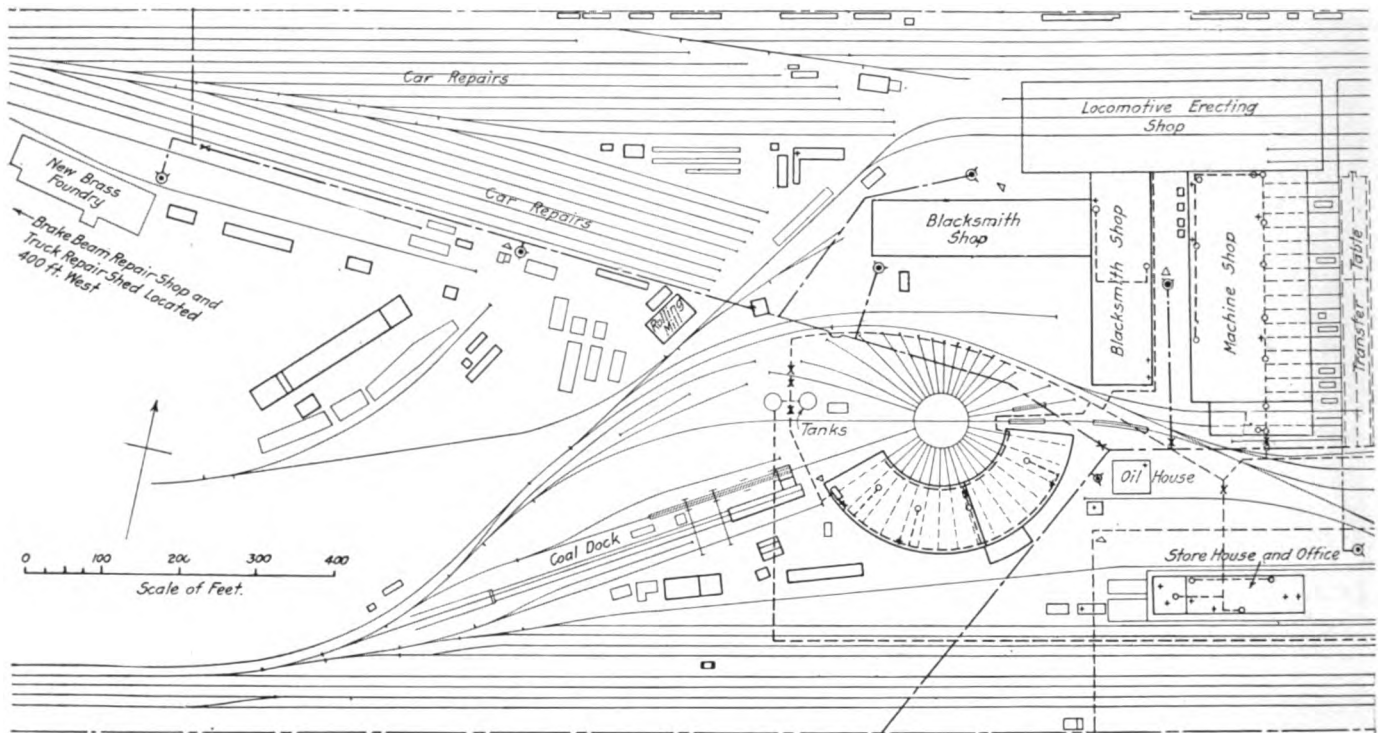 Car Repairs
Locomotive Erecting
Shop
New Brass
Foundry
Car Repairs
Blacksmith
Shop
Blacksmith Shop
Machine Shop
Transfer Table
Brake Beam Repair Shop and
Truck Repair Shed Located
400 ft. West
Rolling
Mill
Tanks
Oil House
Coal Dock
Store House and Office
0 100 200 300 400
Scale of Feet.